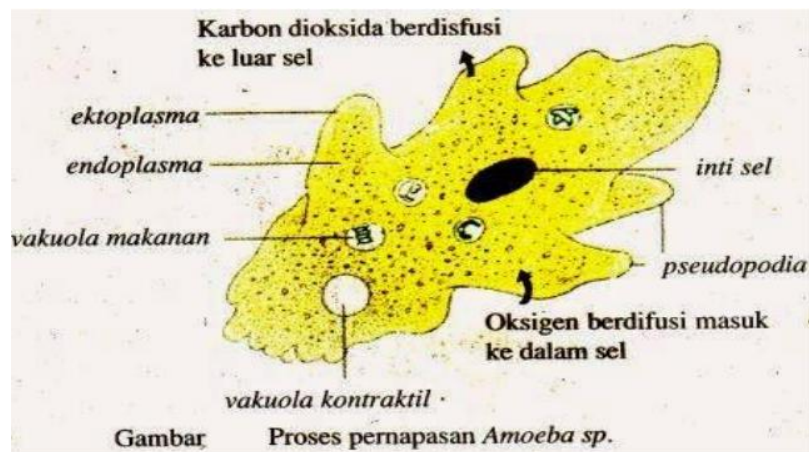 Karbon dioksida berdisfusi
ke luar sel
ektoplasma
endoplasma
inti sel
vakuola makanan
pseudopodia
Oksigen berdifusi masuk
ke dalam sel
vakuola kontraktil
Gambar Proses pernapasan Amoeba sp.